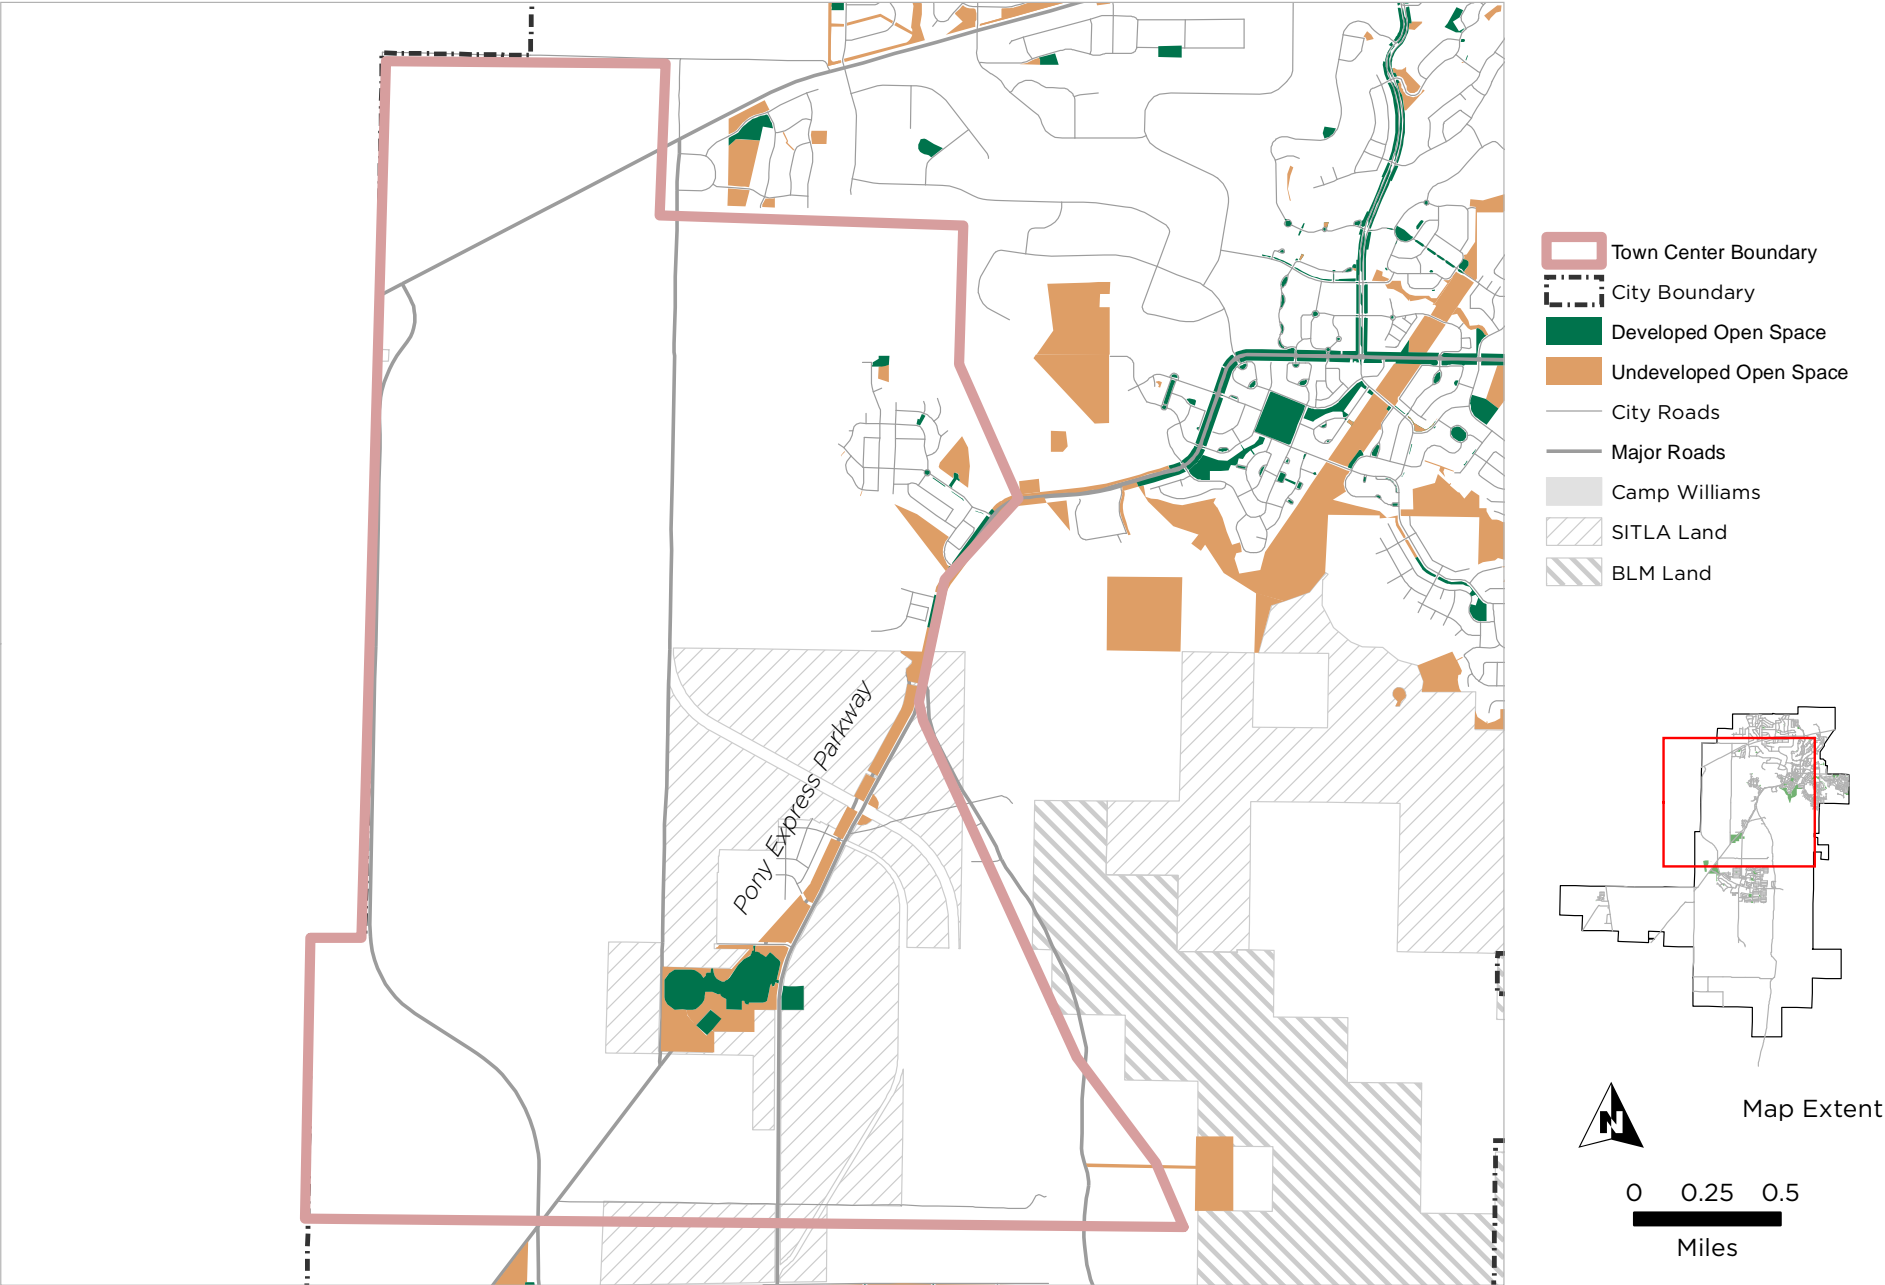 Pony Express Parkway
Town Center Boundary
City Boundary
Developed Open Space
Undeveloped Open Space
City Roads
Major Roads
Camp Williams
SITLA Land
BLM Land
N
Map Extent
0 0.25 0.5
Miles